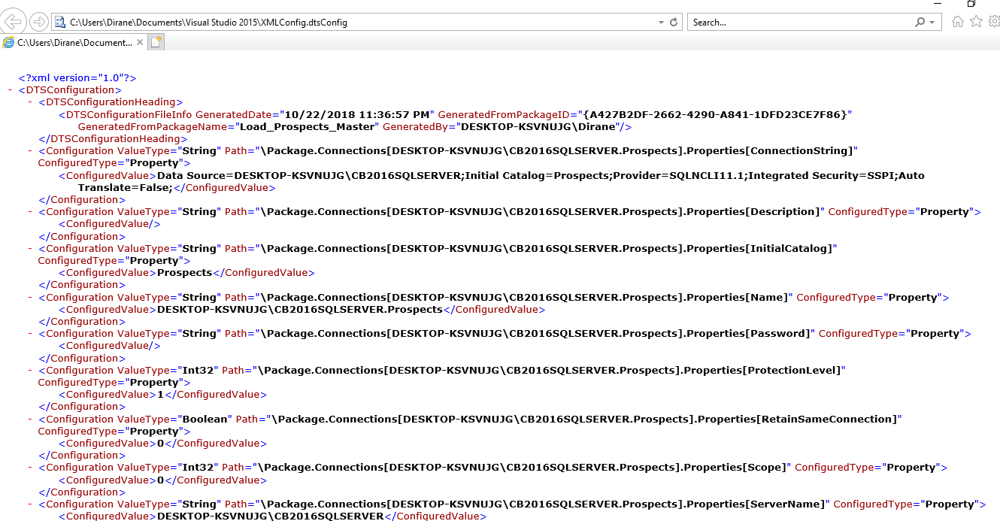 C:\Users\Dirane\Documents\Visual Studio 2015\XMLConfig.dtsConfig
Search...
C:\Users\Dirane\Document...
<?xml version="1.0"?>
- <DTSConfiguration>
- <DTSConfigurationHeading>
<DTSConfigurationFileInfo GeneratedDate="10/22/2018 11:36:57 PM" GeneratedFromPackageID="{A427B2DF-2662-4290-A841-1DFD23CE7F86}"
GeneratedFromPackageName="Load_Prospects_Master" GeneratedBy="DESKTOP-KSVNUJG\Dirane"/>
</DTSConfigurationHeading>
- <Configuration ValueType="String" Path="\Package.Connections[DESKTOP-KSVNUJG\CB2016SQLSERVER.Prospects].Properties[ConnectionString]"
ConfiguredType="Property">
<ConfiguredValue>Data Source=DESKTOP-KSVNUJG\CB2016SQLSERVER;Initial Catalog=Prospects;Provider=SQLNCLI11.1;Integrated Security=SSPI;Auto
Translate=False;</ConfiguredValue>
</Configuration>
- <Configuration ValueType="String" Path="\Package.Connections[DESKTOP-KSVNUJG\CB2016SQLSERVER.Prospects].Properties[Description]" ConfiguredType="Property">
<ConfiguredValue/>
</Configuration>
- <Configuration ValueType="String" Path="\Package.Connections[DESKTOP-KSVNUJG\CB2016SQLSERVER.Prospects].Properties[InitialCatalog]"
ConfiguredType="Property">
<ConfiguredValue>Prospects</ConfiguredValue>
</Configuration>
- <Configuration ValueType="String" Path="\Package.Connections[DESKTOP-KSVNUJG\CB2016SQLSERVER.Prospects].Properties[Name]" ConfiguredType="Property">
<ConfiguredValue>DESKTOP-KSVNUJG\CB2016SQLSERVER.Prospects</ConfiguredValue>
</Configuration>
- <Configuration ValueType="String" Path="\Package.Connections[DESKTOP-KSVNUJG\CB2016SQLSERVER.Prospects].Properties[Password]" ConfiguredType="Property">
<ConfiguredValue/>
</Configuration>
- <Configuration ValueType="Int32" Path="\Package.Connections[DESKTOP-KSVNUJG\CB2016SQLSERVER.Prospects].Properties[ProtectionLevel]"
ConfiguredType="Property">
<ConfiguredValue>1</ConfiguredValue>
</Configuration>
- <Configuration ValueType="Boolean" Path="\Package.Connections[DESKTOP-KSVNUJG\CB2016SQLSERVER.Prospects].Properties[RetainSameConnection]"
ConfiguredType="Property">
<ConfiguredValue>0</ConfiguredValue>
</Configuration>
- <Configuration ValueType="Int32" Path="\Package.Connections[DESKTOP-KSVNUJG\CB2016SQLSERVER.Prospects].Properties[Scope]" ConfiguredType="Property">
<ConfiguredValue>0</ConfiguredValue>
</Configuration>
- <Configuration ValueType="String" Path="\Package.Connections[DESKTOP-KSVNUJG\CB2016SQLSERVER.Prospects].Properties[ServerName]" ConfiguredType="Property">
<ConfiguredValue>DESKTOP-KSVNUJG\CB2016SQLSERVER</ConfiguredValue>